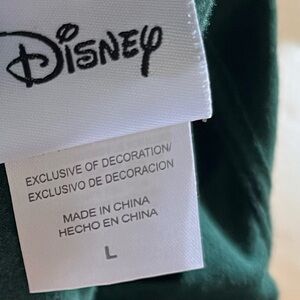 Disney
EXCLUSIVE OF DECORATION/
EXCLUSIVO DE DECORACION
MADE IN CHINA
HECHO EN CHINA
L